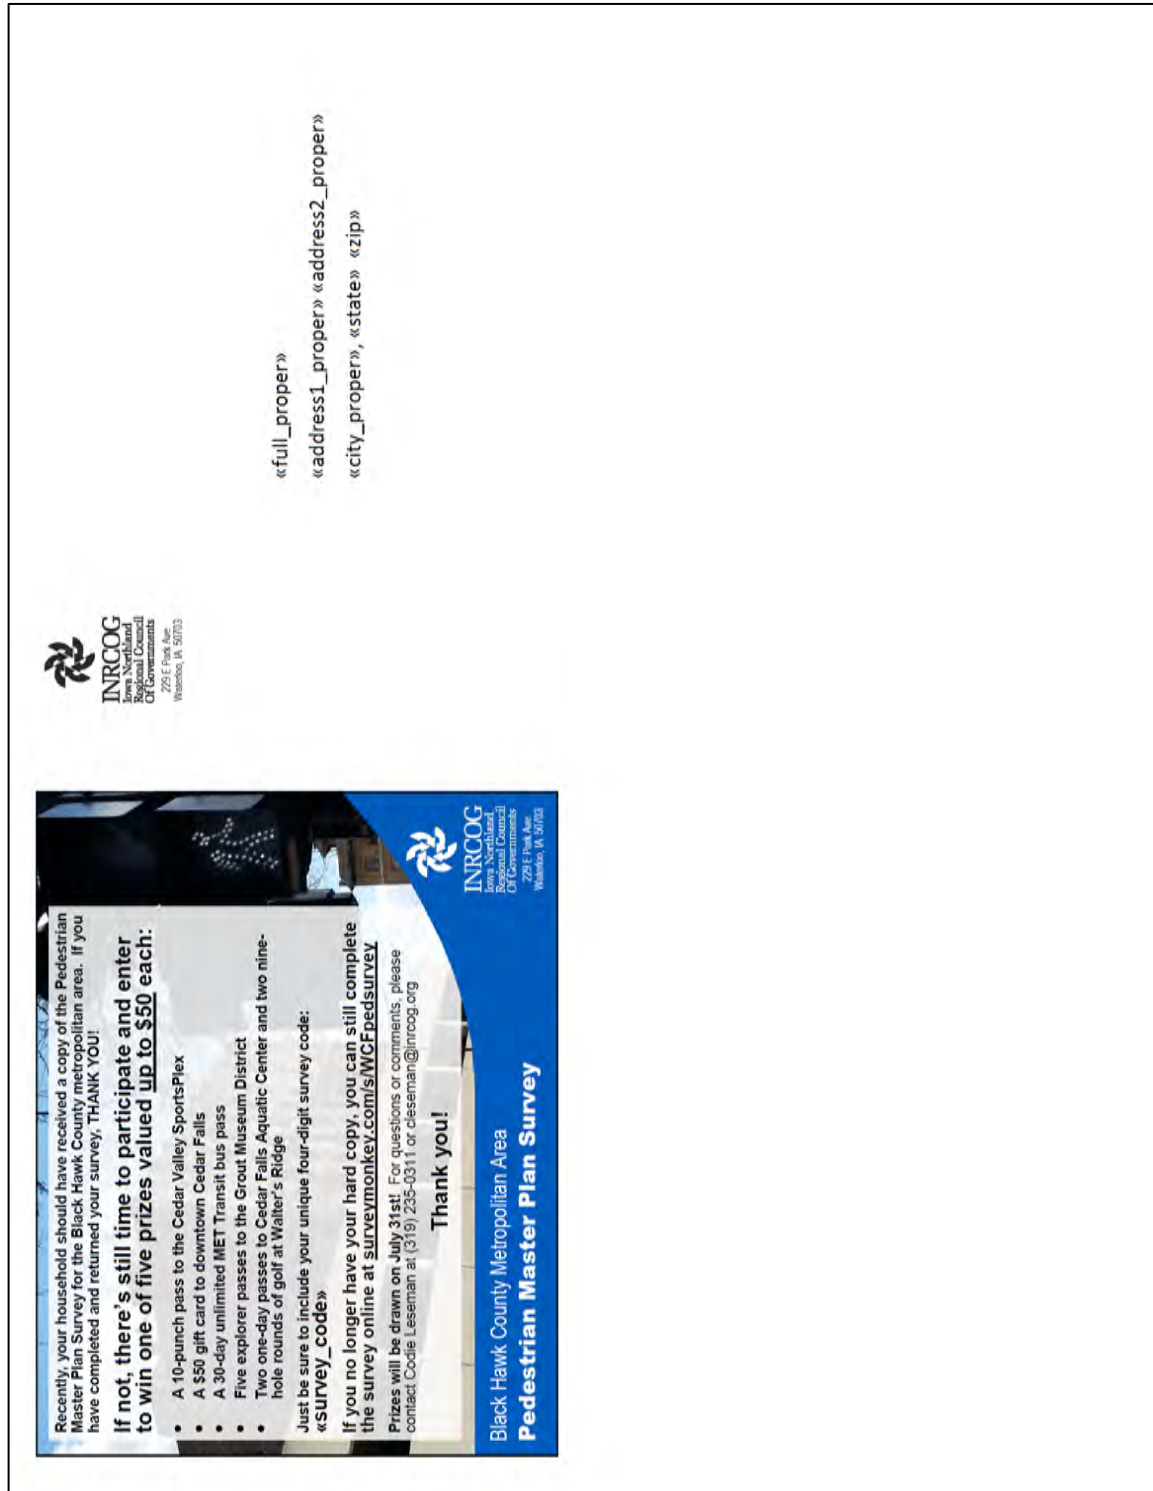 Recently, your household should have received a copy of the Pedestrian
Master Plan Survey for the Black Hawk County metropolitan area.  If you
have completed and returned your survey, THANK YOU!
If not, there's still time to participate and enter
to win one of five prizes valued up to $50 each:
• A 10-punch pass to the Cedar Valley SportsPlex
• A $50 gift card to downtown Cedar Falls
• A 30-day unlimited MET Transit bus pass
• Five explorer passes to the Grout Museum District
• Two one-day passes to Cedar Falls Aquatic Center and two nine-
hole rounds of golf at Walter's Ridge
Just be sure to include your unique four-digit survey code:
«survey_code»
If you no longer have your hard copy, you can still complete
the survey online at surveymonkey.com/s/WCFpedsurvey
Prizes will be drawn on July 31st! For questions or comments, please
contact Codie Leseman at (319) 235-0311 or cleseman@inrcog.org
Thank you!
Black Hawk County Metropolitan Area
Pedestrian Master Plan Survey
INRCOG
Iowa Northland
Regional Council
Of Governments
229 E Park Ave.
Waterloo, IA 50703
INRCOG
Iowa Northland
Regional Council
Of Governments
229 E Park Ave.
Waterloo, IA 50703
«full_proper»
«address1_proper» «address2_proper»
«city_proper», «state»  «zip»